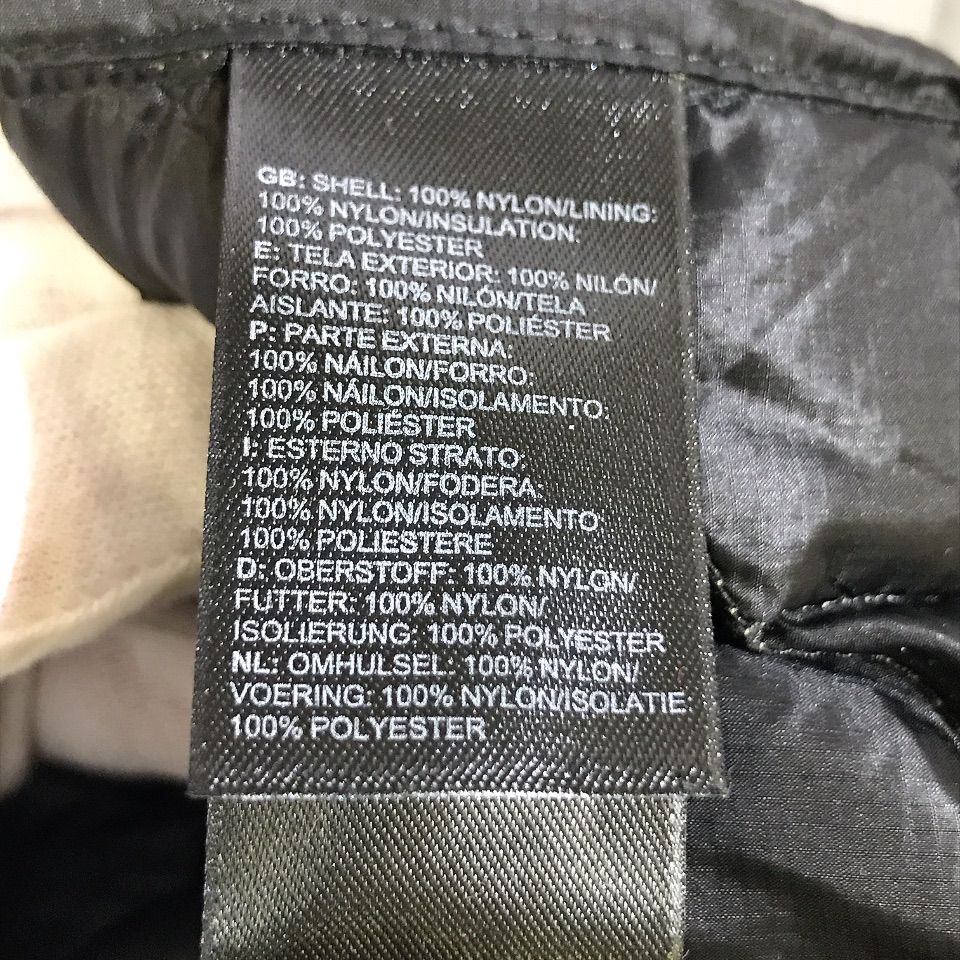 GB: SHELL: 100% NYLON/LINING:
100% NYLON/INSULATION:
100% POLYESTER
E: TELA EXTERIOR: 100% NILÓN/
FORRO: 100% NILÓN/TELA
AISLANTE: 100% POLIÉSTER
P: PARTE EXTERNA:
100% NÁILON/FORRO:
100% NÁILON/ISOLAMENTO:
100% POLIÉSTER
I: ESTERNO STRATO:
100% NYLON/FODERA:
100% NYLON/ISOLAMENTO:
100% POLIESTERE
D: OBERSTOFF: 100% NYLON/
FUTTER: 100% NYLON/
ISOLIERUNG: 100% POLYESTER
NL: OMHULSEL: 100% NYLON/
VOERING: 100% NYLON/ISOLATIE
100% POLYESTER